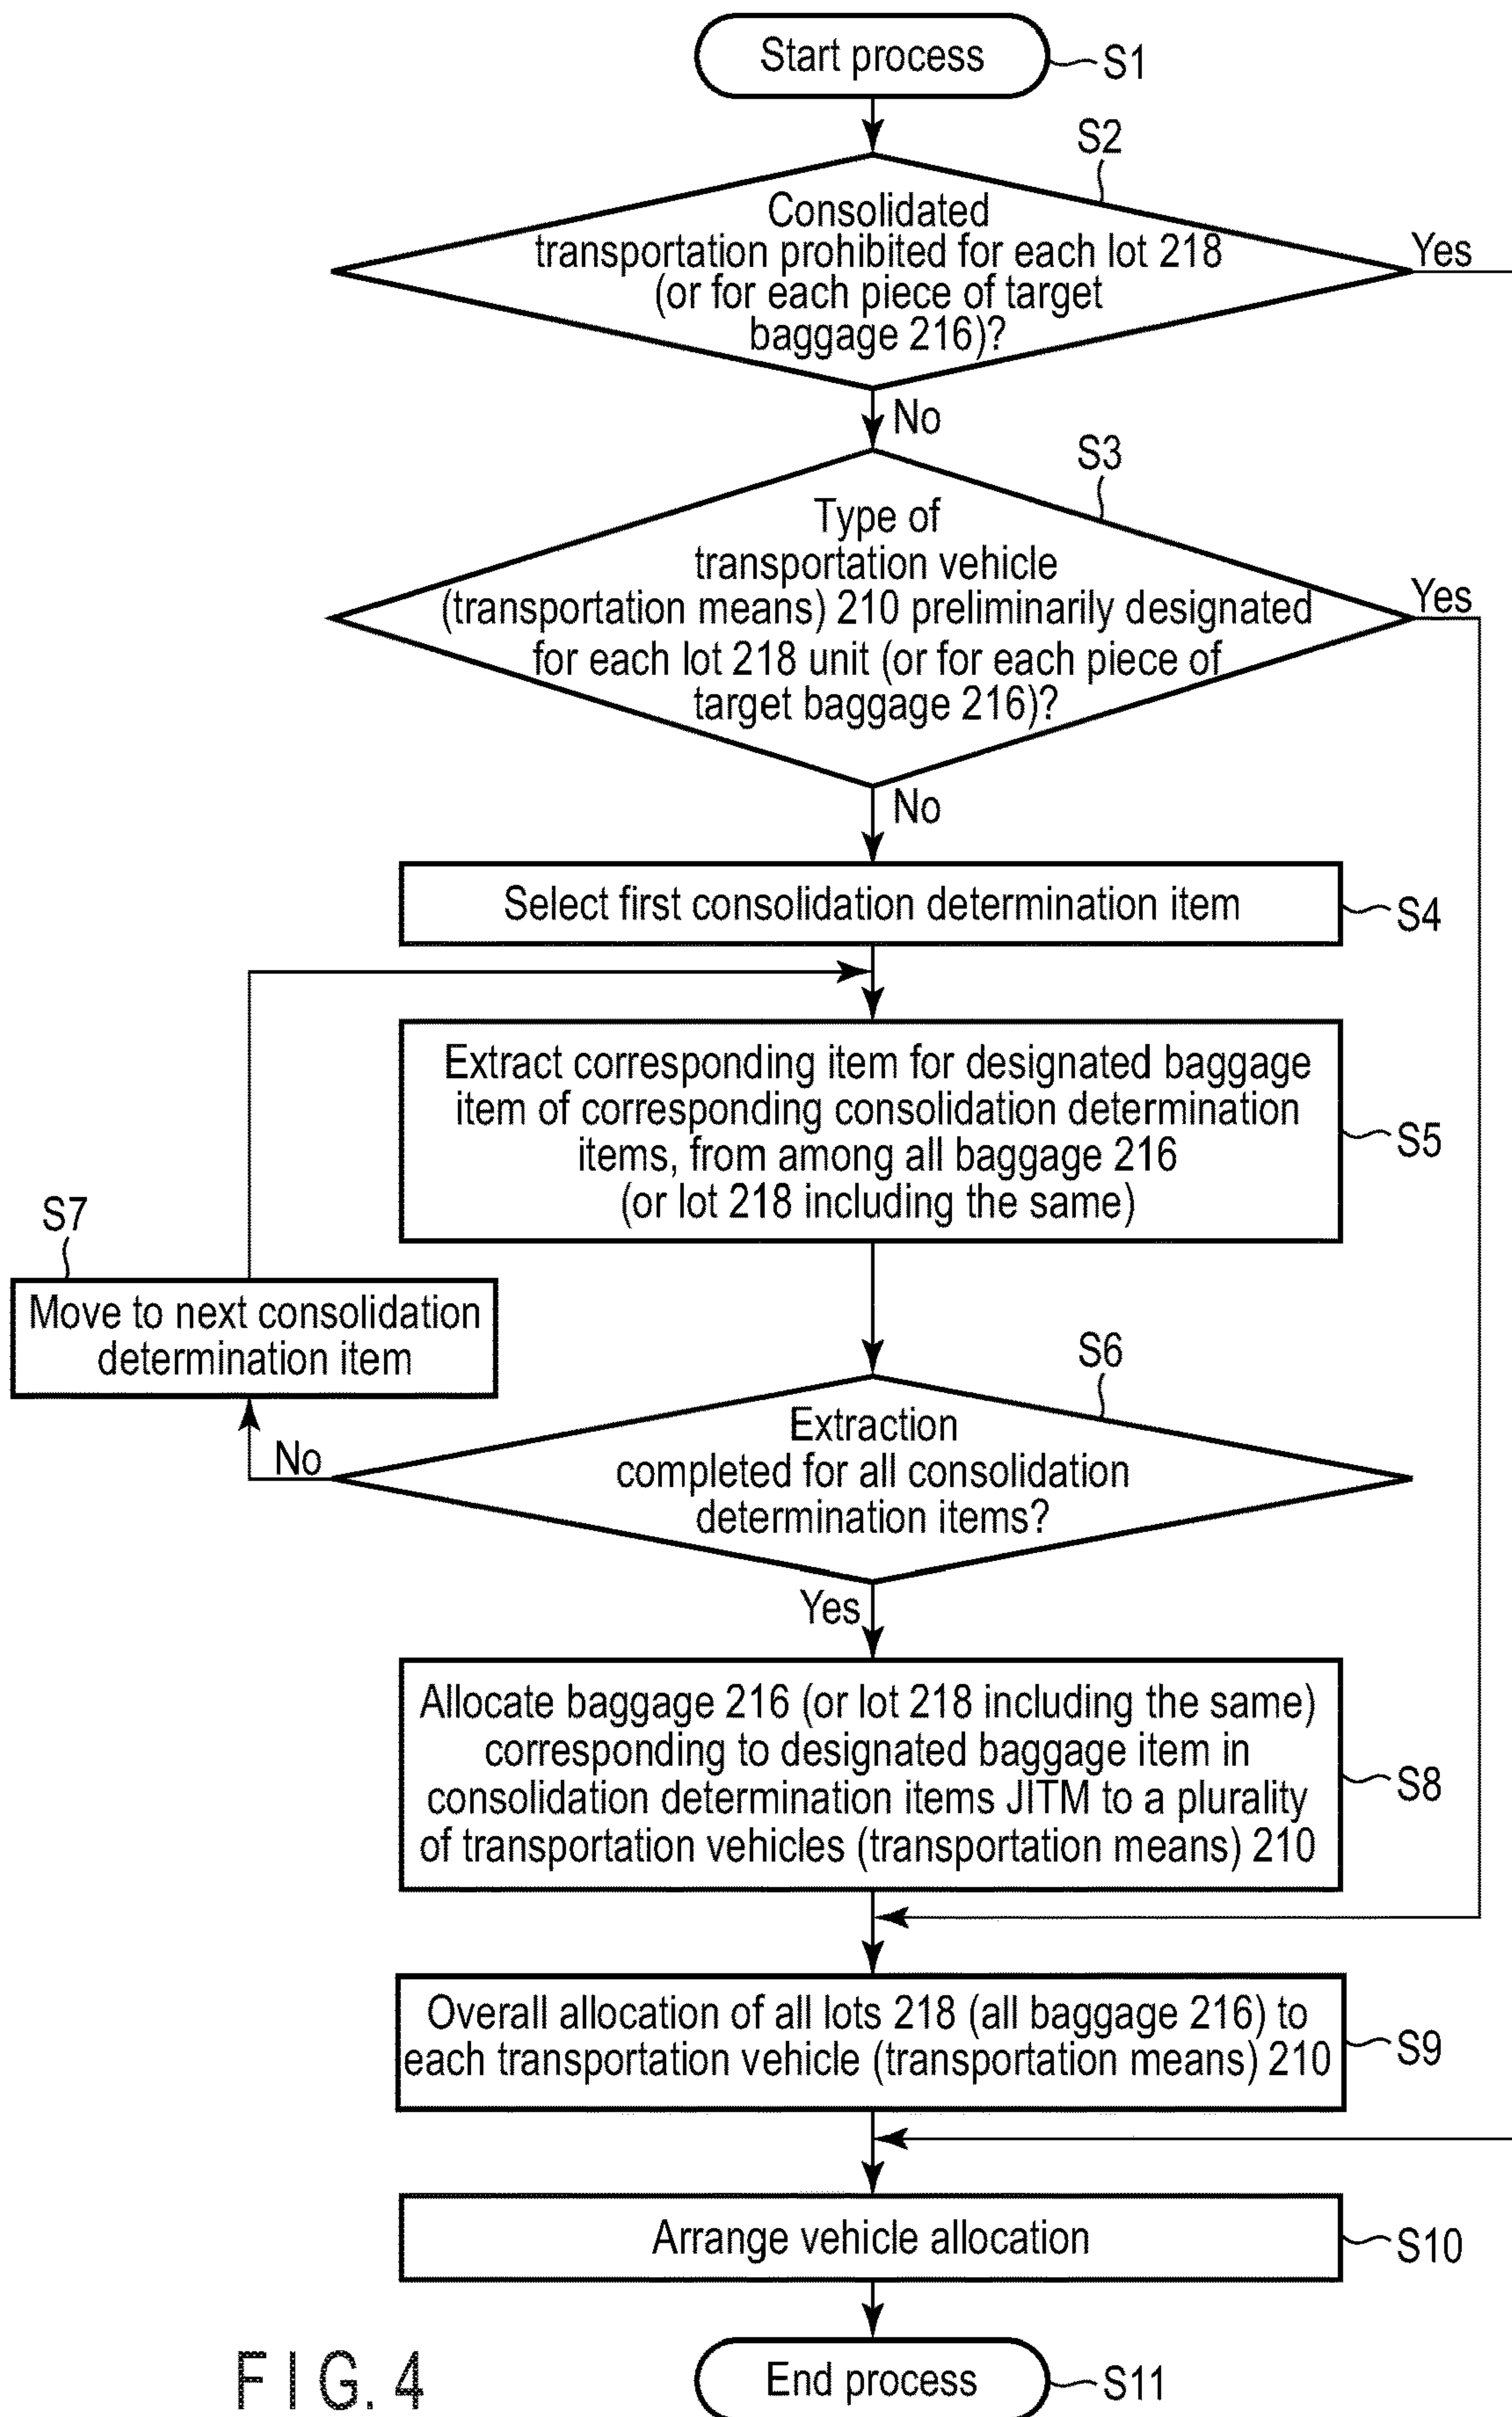 Start process
S1
S2
Consolidated
transportation prohibited for each lot 218
(or for each piece of target
baggage 216)?
Yes
No
S3
Type of
transportation vehicle
(transportation means) 210 preliminarily designated
for each lot 218 unit (or for each piece of
target baggage 216)?
Yes
No
Select first consolidation determination item
S4
Extract corresponding item for designated baggage
item of corresponding consolidation determination
items, from among all baggage 216
(or lot 218 including the same)
S5
S7
Move to next consolidation
determination item
S6
Extraction
completed for all consolidation
determination items?
No
Yes
Allocate baggage 216 (or lot 218 including the same)
corresponding to designated baggage item in
consolidation determination items JITM to a plurality
of transportation vehicles (transportation means) 210
S8
Overall allocation of all lots 218 (all baggage 216) to
each transportation vehicle (transportation means) 210
S9
Arrange vehicle allocation
S10
End process
S11
FIG. 4